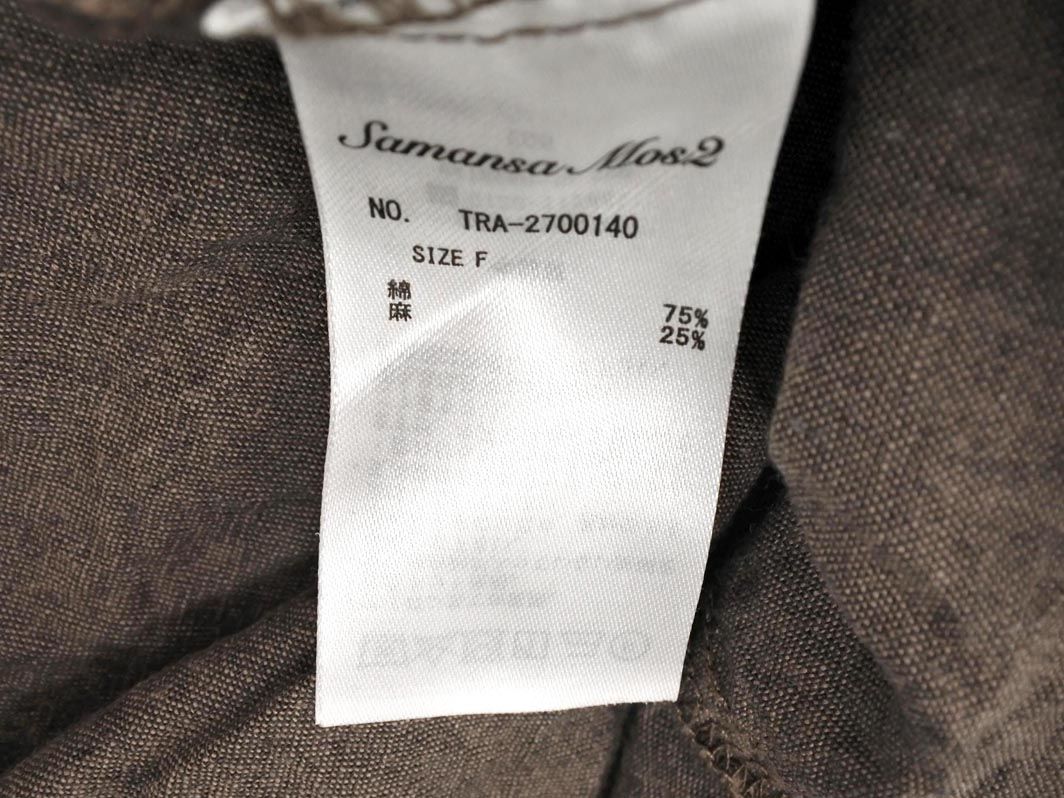 Samansa Mos2
NO. TRA-2700140
SIZE F
綿 75%
麻 25%